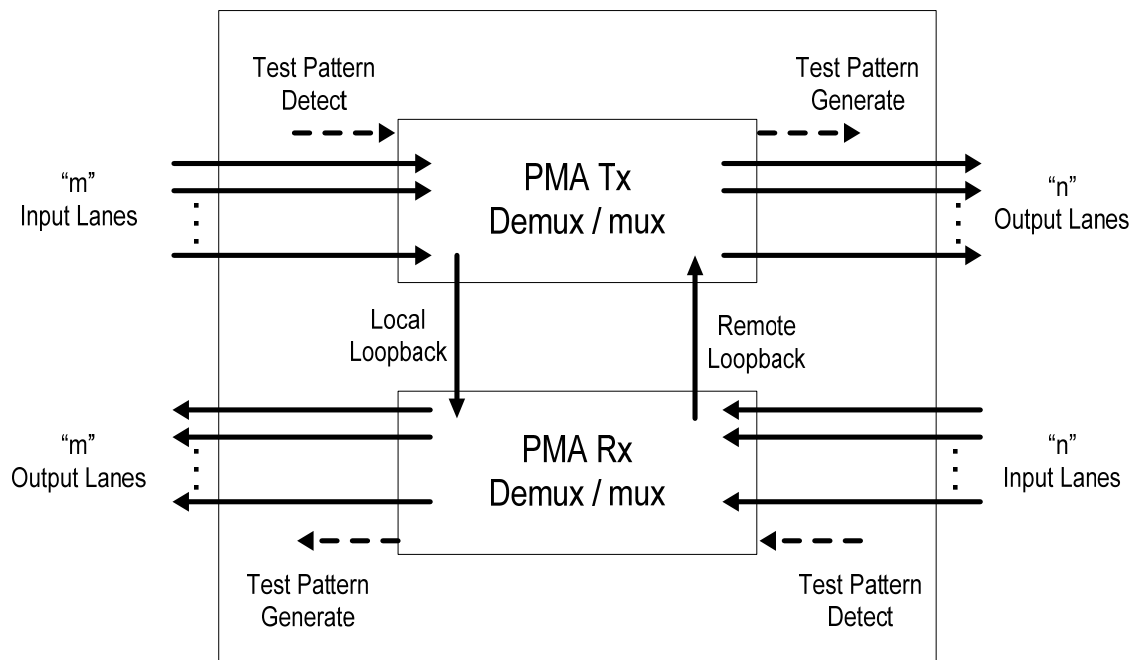 Test Pattern
Detect
Test Pattern
Generate
“m”
Input Lanes
PMA Tx
Demux / mux
“n”
Output Lanes
Local
Loopback
Remote
Loopback
“m”
Output Lanes
PMA Rx
Demux / mux
“n”
Input Lanes
Test Pattern
Generate
Test Pattern
Detect